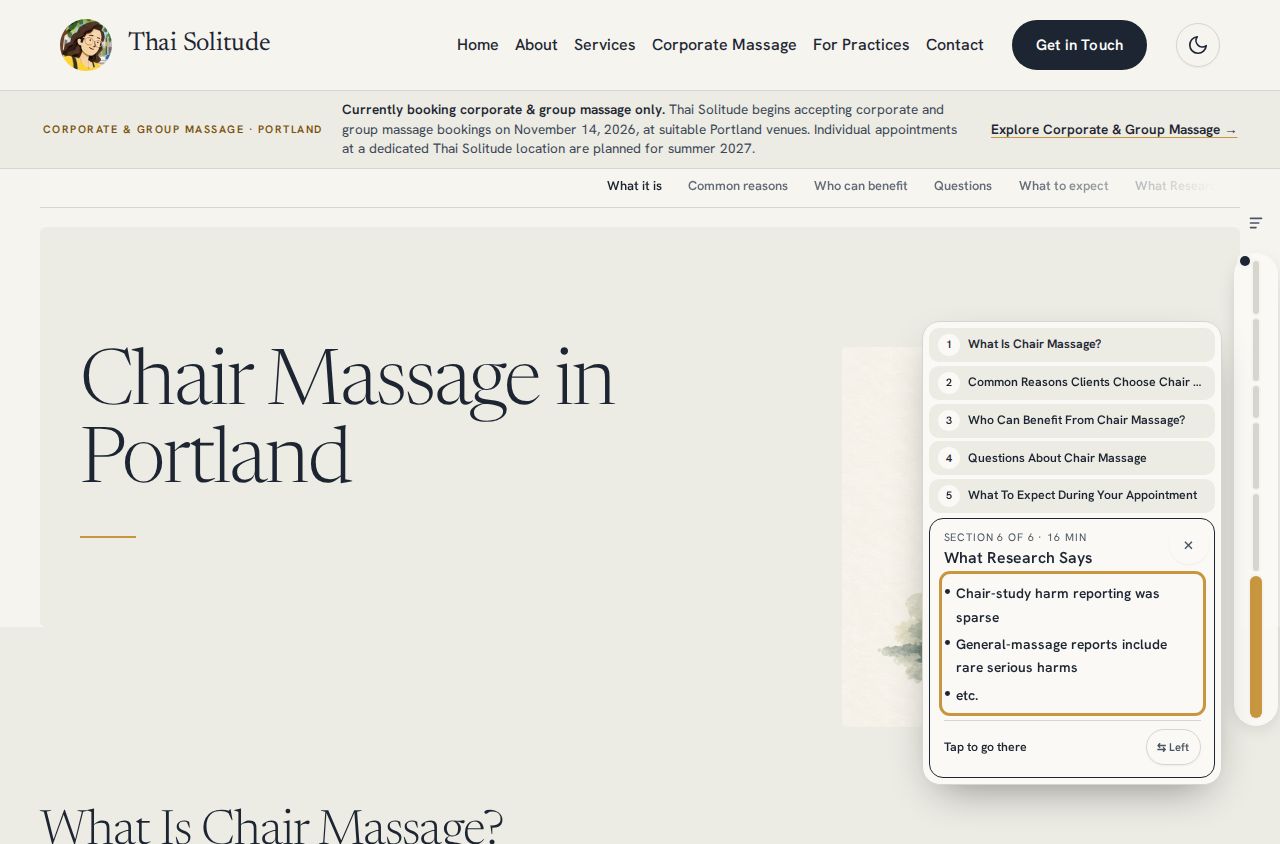 Thai Solitude
Home About Services Corporate Massage For Practices Contact Get in Touch
CORPORATE & GROUP MASSAGE · PORTLAND
Currently booking corporate & group massage only. Thai Solitude begins accepting corporate and
group massage bookings on November 14, 2026, at suitable Portland venues. Individual appointments
at a dedicated Thai Solitude location are planned for summer 2027.
Explore Corporate & Group Massage →
What it is Common reasons Who can benefit Questions What to expect What Resear
Chair Massage in
Portland
1 What Is Chair Massage?
2 Common Reasons Clients Choose Chair ...
3 Who Can Benefit From Chair Massage?
4 Questions About Chair Massage
5 What To Expect During Your Appointment
SECTION 6 OF 6 · 16 MIN
What Research Says
✕
• Chair-study harm reporting was
sparse
• General-massage reports include
rare serious harms
• etc.
Tap to go there
⇆ Left
What Is Chair Massage?